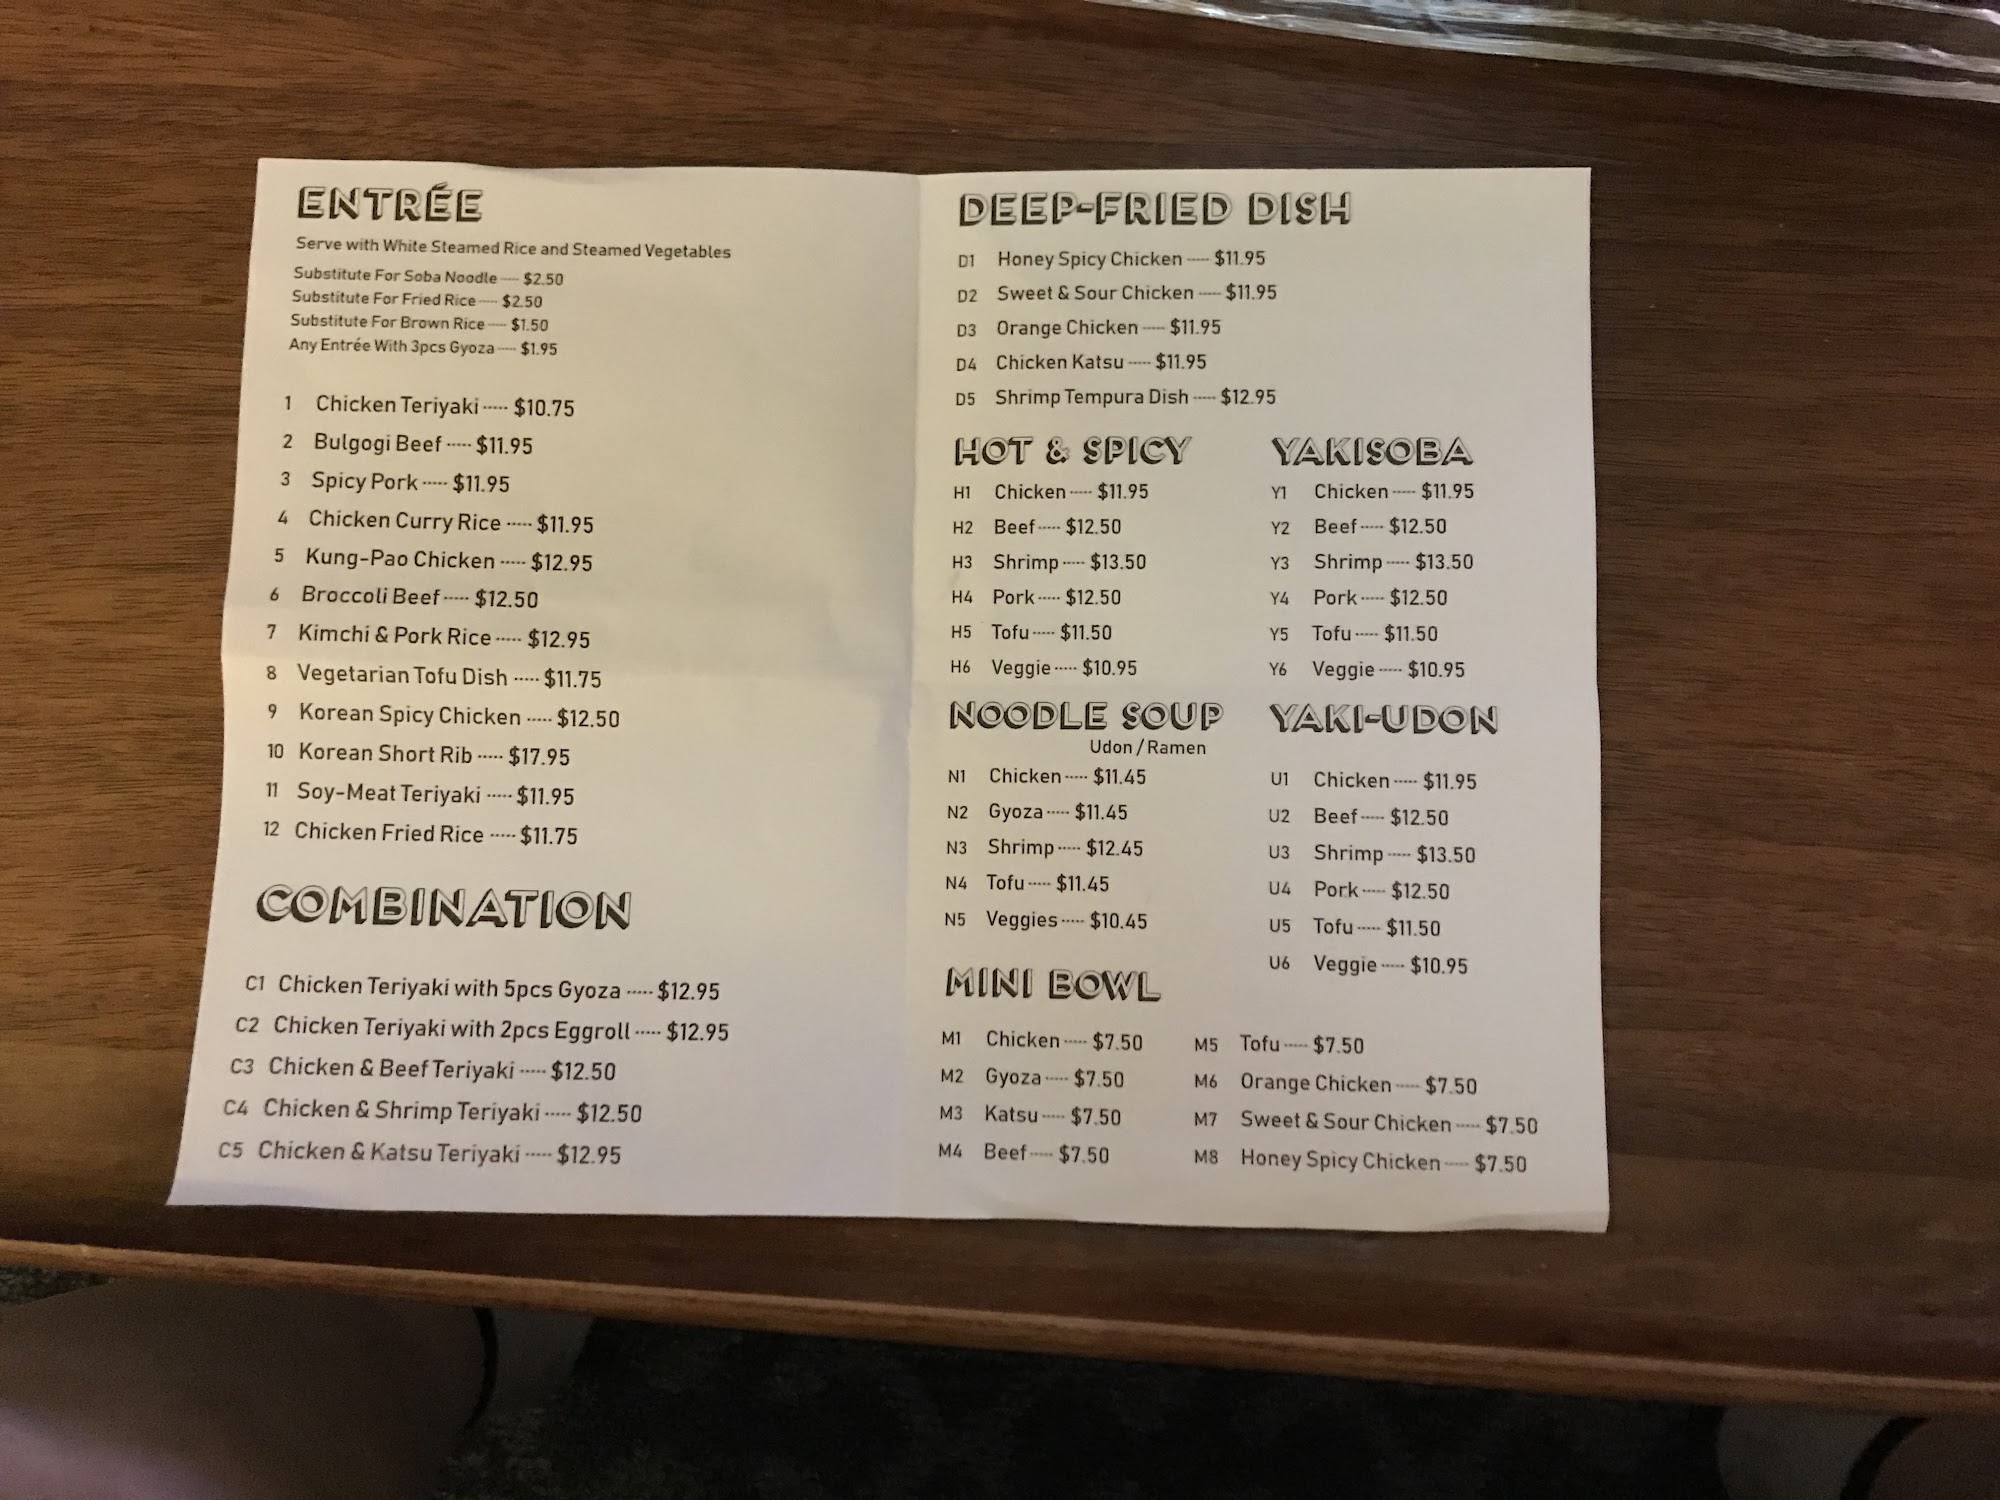 ENTRÉE
Serve with White Steamed Rice and Steamed Vegetables
Substitute For Soba Noodle ---- $2.50
Substitute For Fried Rice ---- $2.50
Substitute For Brown Rice ---- $1.50
Any Entrée With 3pcs Gyoza ---- $1.95
1 Chicken Teriyaki ----- $10.75
2 Bulgogi Beef ----- $11.95
3 Spicy Pork ----- $11.95
4 Chicken Curry Rice ----- $11.95
5 Kung-Pao Chicken ----- $12.95
6 Broccoli Beef ----- $12.50
7 Kimchi & Pork Rice ----- $12.95
8 Vegetarian Tofu Dish ----- $11.75
9 Korean Spicy Chicken ----- $12.50
10 Korean Short Rib ----- $17.95
11 Soy-Meat Teriyaki ----- $11.95
12 Chicken Fried Rice ----- $11.75
COMBINATION
C1 Chicken Teriyaki with 5pcs Gyoza ----- $12.95
C2 Chicken Teriyaki with 2pcs Eggroll ----- $12.95
C3 Chicken & Beef Teriyaki ----- $12.50
C4 Chicken & Shrimp Teriyaki ----- $12.50
C5 Chicken & Katsu Teriyaki ----- $12.95
DEEP-FRIED DISH
D1 Honey Spicy Chicken ----- $11.95
D2 Sweet & Sour Chicken ----- $11.95
D3 Orange Chicken ----- $11.95
D4 Chicken Katsu ----- $11.95
D5 Shrimp Tempura Dish ----- $12.95
HOT & SPICY
H1 Chicken ----- $11.95
H2 Beef ----- $12.50
H3 Shrimp ----- $13.50
H4 Pork ----- $12.50
H5 Tofu ----- $11.50
H6 Veggie ----- $10.95
YAKISOBA
Y1 Chicken ----- $11.95
Y2 Beef ----- $12.50
Y3 Shrimp ----- $13.50
Y4 Pork ----- $12.50
Y5 Tofu ----- $11.50
Y6 Veggie ----- $10.95
NOODLE SOUP
Udon / Ramen
N1 Chicken ----- $11.45
N2 Gyoza ----- $11.45
N3 Shrimp ----- $12.45
N4 Tofu ----- $11.45
N5 Veggies ----- $10.45
YAKI-UDON
U1 Chicken ----- $11.95
U2 Beef ----- $12.50
U3 Shrimp ----- $13.50
U4 Pork ----- $12.50
U5 Tofu ----- $11.50
U6 Veggie ----- $10.95
MINI BOWL
M1 Chicken ----- $7.50
M2 Gyoza ----- $7.50
M3 Katsu ----- $7.50
M4 Beef ----- $7.50
M5 Tofu ----- $7.50
M6 Orange Chicken ----- $7.50
M7 Sweet & Sour Chicken ----- $7.50
M8 Honey Spicy Chicken ----- $7.50